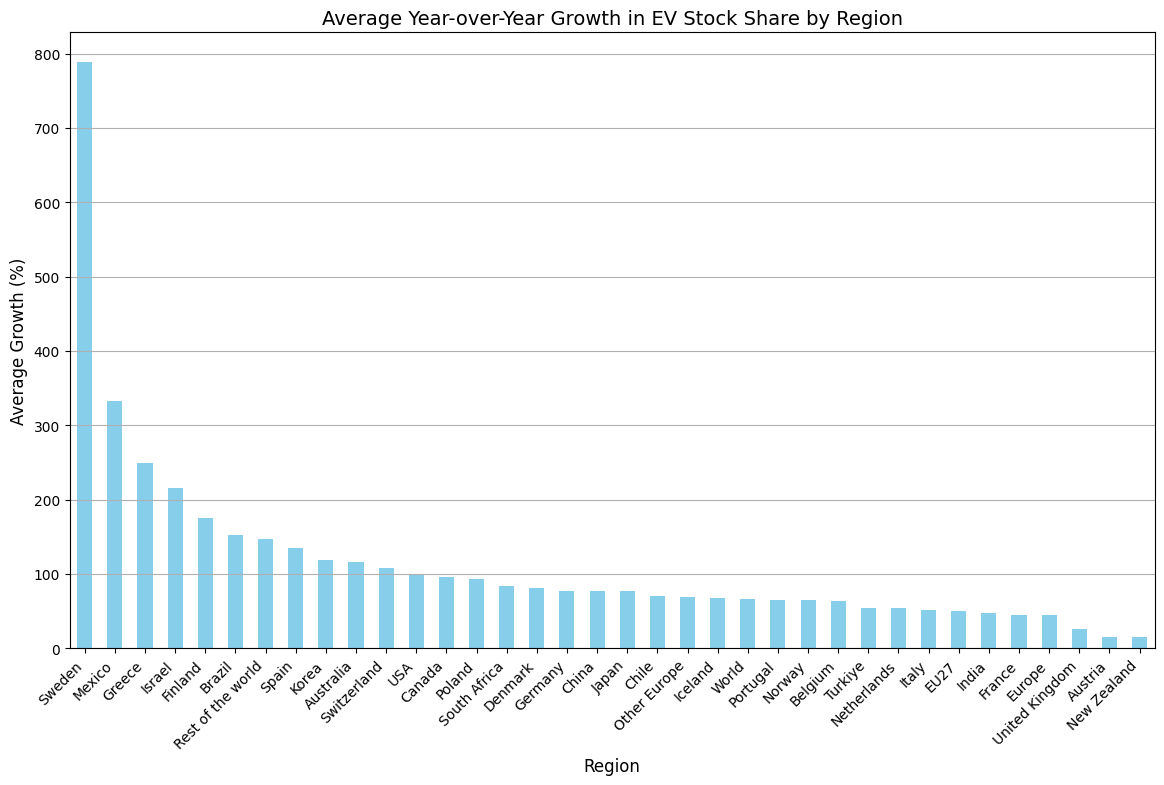 Average Year-over-Year Growth in EV Stock Share by Region
Average Growth (%)
800
700
600
500
400
300
200
100
0
Sweden
Mexico
Greece
Israel
Finland
Brazil
Rest of the world
Spain
Korea
Australia
Switzerland
USA
Canada
Poland
South Africa
Denmark
Germany
China
Japan
Chile
Other Europe
Iceland
World
Portugal
Norway
Belgium
Turkiye
Netherlands
Italy
EU27
India
France
Europe
United Kingdom
Austria
New Zealand
Region